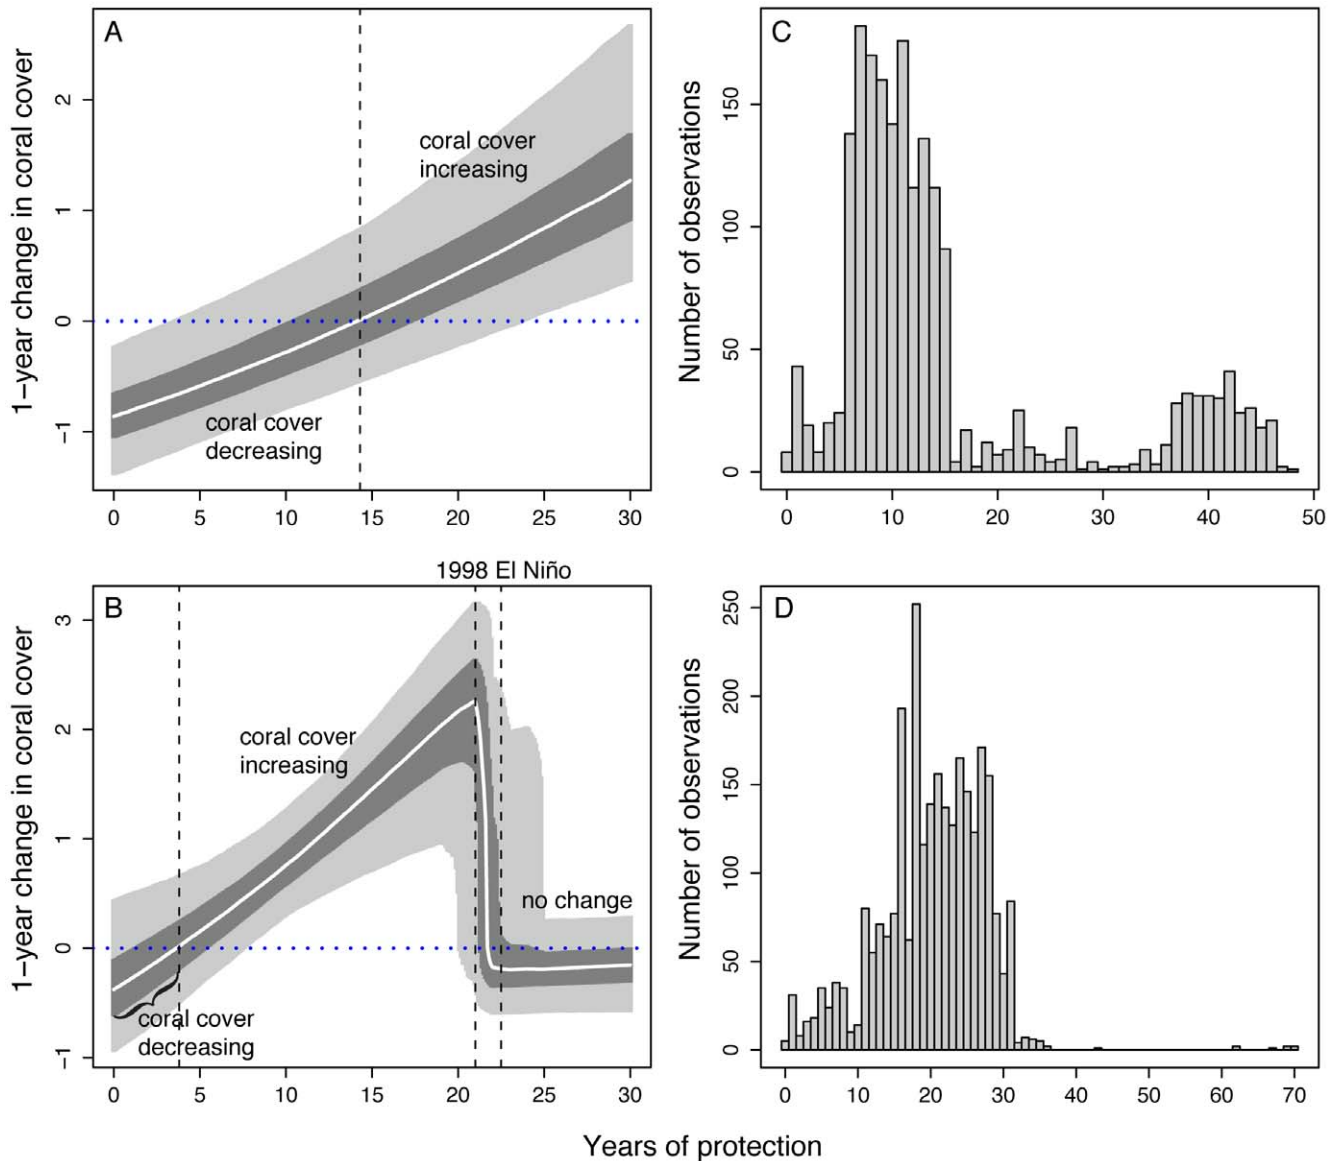 A
1−year change in coral cover
2
1
0
−1
coral cover
increasing
coral cover
decreasing
0 5 10 15 20 25 30
C
Number of observations
150
100
50
0
0 10 20 30 40 50
1998 El Niño
B
1−year change in coral cover
3
2
1
0
−1
coral cover
increasing
no change
coral cover
decreasing
0 5 10 15 20 25 30
D
Number of observations
250
200
150
100
50
0
0 10 20 30 40 50 60 70
Years of protection